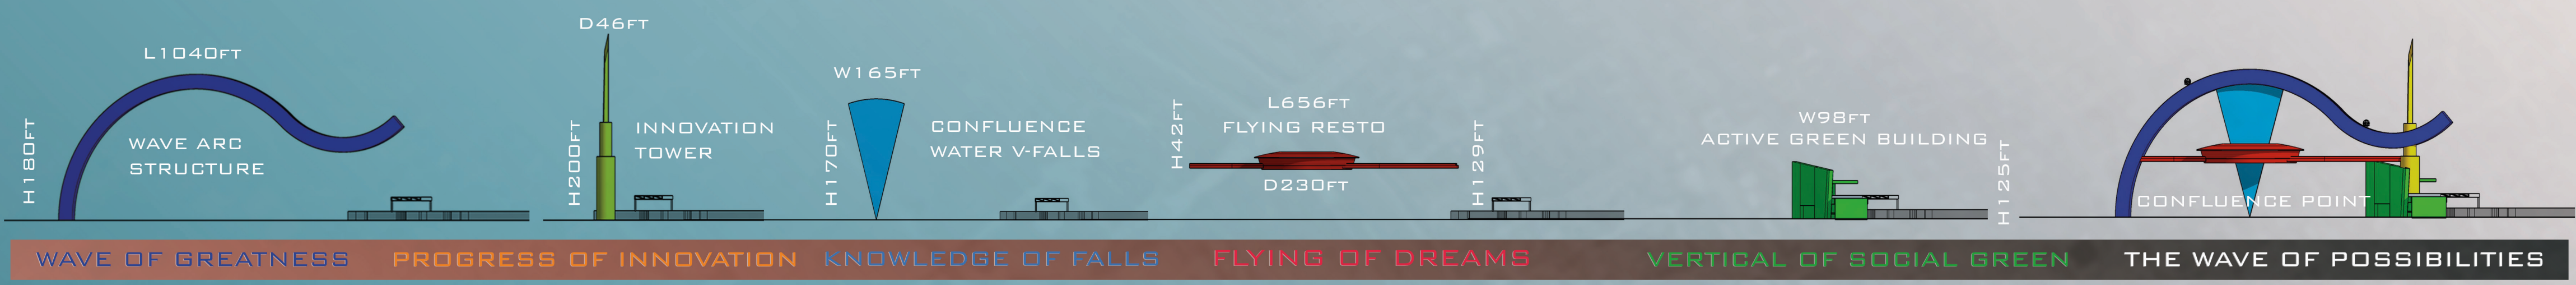 L1040FT
H180FT
WAVE ARC
STRUCTURE
WAVE OF GREATNESS
D46FT
H200FT
INNOVATION
TOWER
PROGRESS OF INNOVATION
W165FT
H170FT
CONFLUENCE
WATER V-FALLS
KNOWLEDGE OF FALLS
H42FT
L656FT
FLYING RESTO
D230FT
H129FT
FLYING OF DREAMS
W98FT
ACTIVE GREEN BUILDING
H125FT
VERTICAL OF SOCIAL GREEN
CONFLUENCE POINT
THE WAVE OF POSSIBILITIES